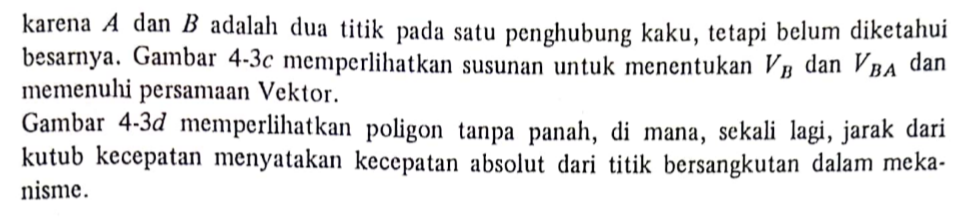 karena A dan B adalah dua titik pada satu penghubung kaku, tetapi belum diketahui
besarnya. Gambar 4-3c memperlihatkan susunan untuk menentukan V_B dan V_BA dan
memenuhi persamaan Vektor.
Gambar 4-3d memperlihatkan poligon tanpa panah, di mana, sekali lagi, jarak dari
kutub kecepatan menyatakan kecepatan absolut dari titik bersangkutan dalam meka-
nisme.